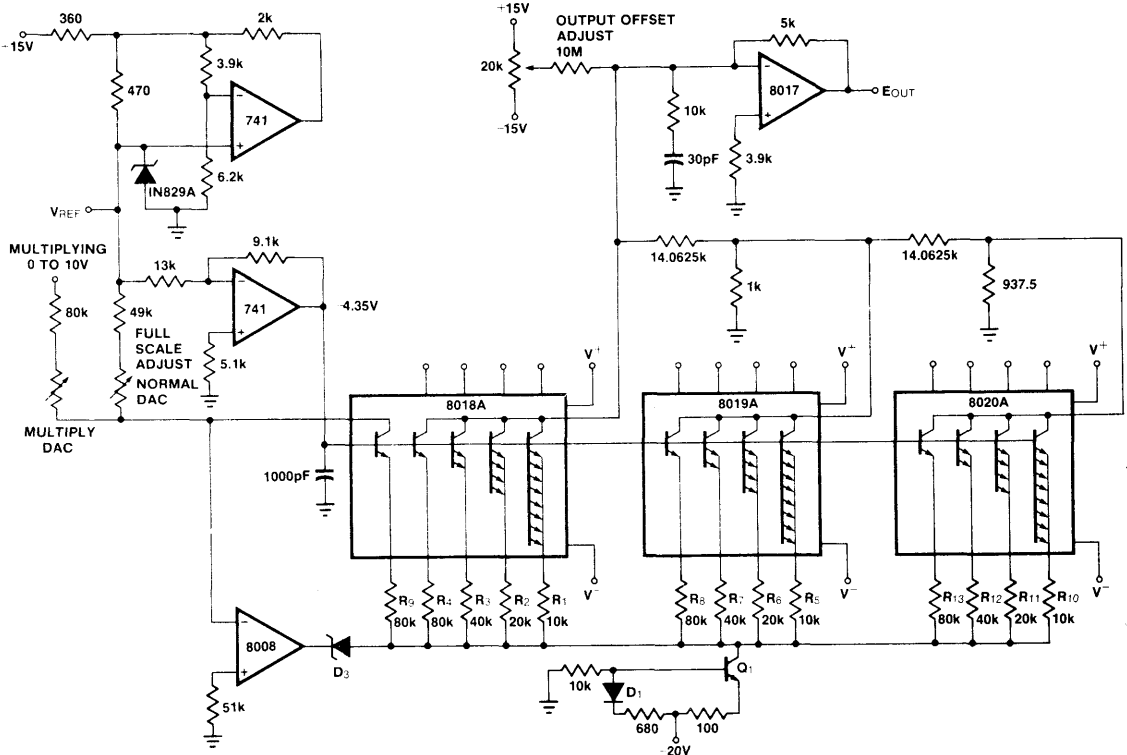 360
+15V
2k
470
3.9k
741
6.2k
IN829A
VREF
MULTIPLYING
0 TO 10V
80k
13k
9.1k
741
-4.35V
49k
FULL
SCALE
ADJUST
NORMAL
DAC
5.1k
MULTIPLY
DAC
1000pF
+15V
20k
-15V
OUTPUT OFFSET
ADJUST
10M
5k
8017
EOUT
10k
30pF
3.9k
14.0625k
1k
14.0625k
937.5
8018A
V+
V-
8019A
V+
V-
8020A
V+
V-
R9
80k
R4
80k
R3
40k
R2
20k
R1
10k
R8
80k
R7
40k
R6
20k
R5
10k
R13
80k
R12
40k
R11
20k
R10
10k
8008
51k
D3
10k
D1
680
Q1
100
-20V